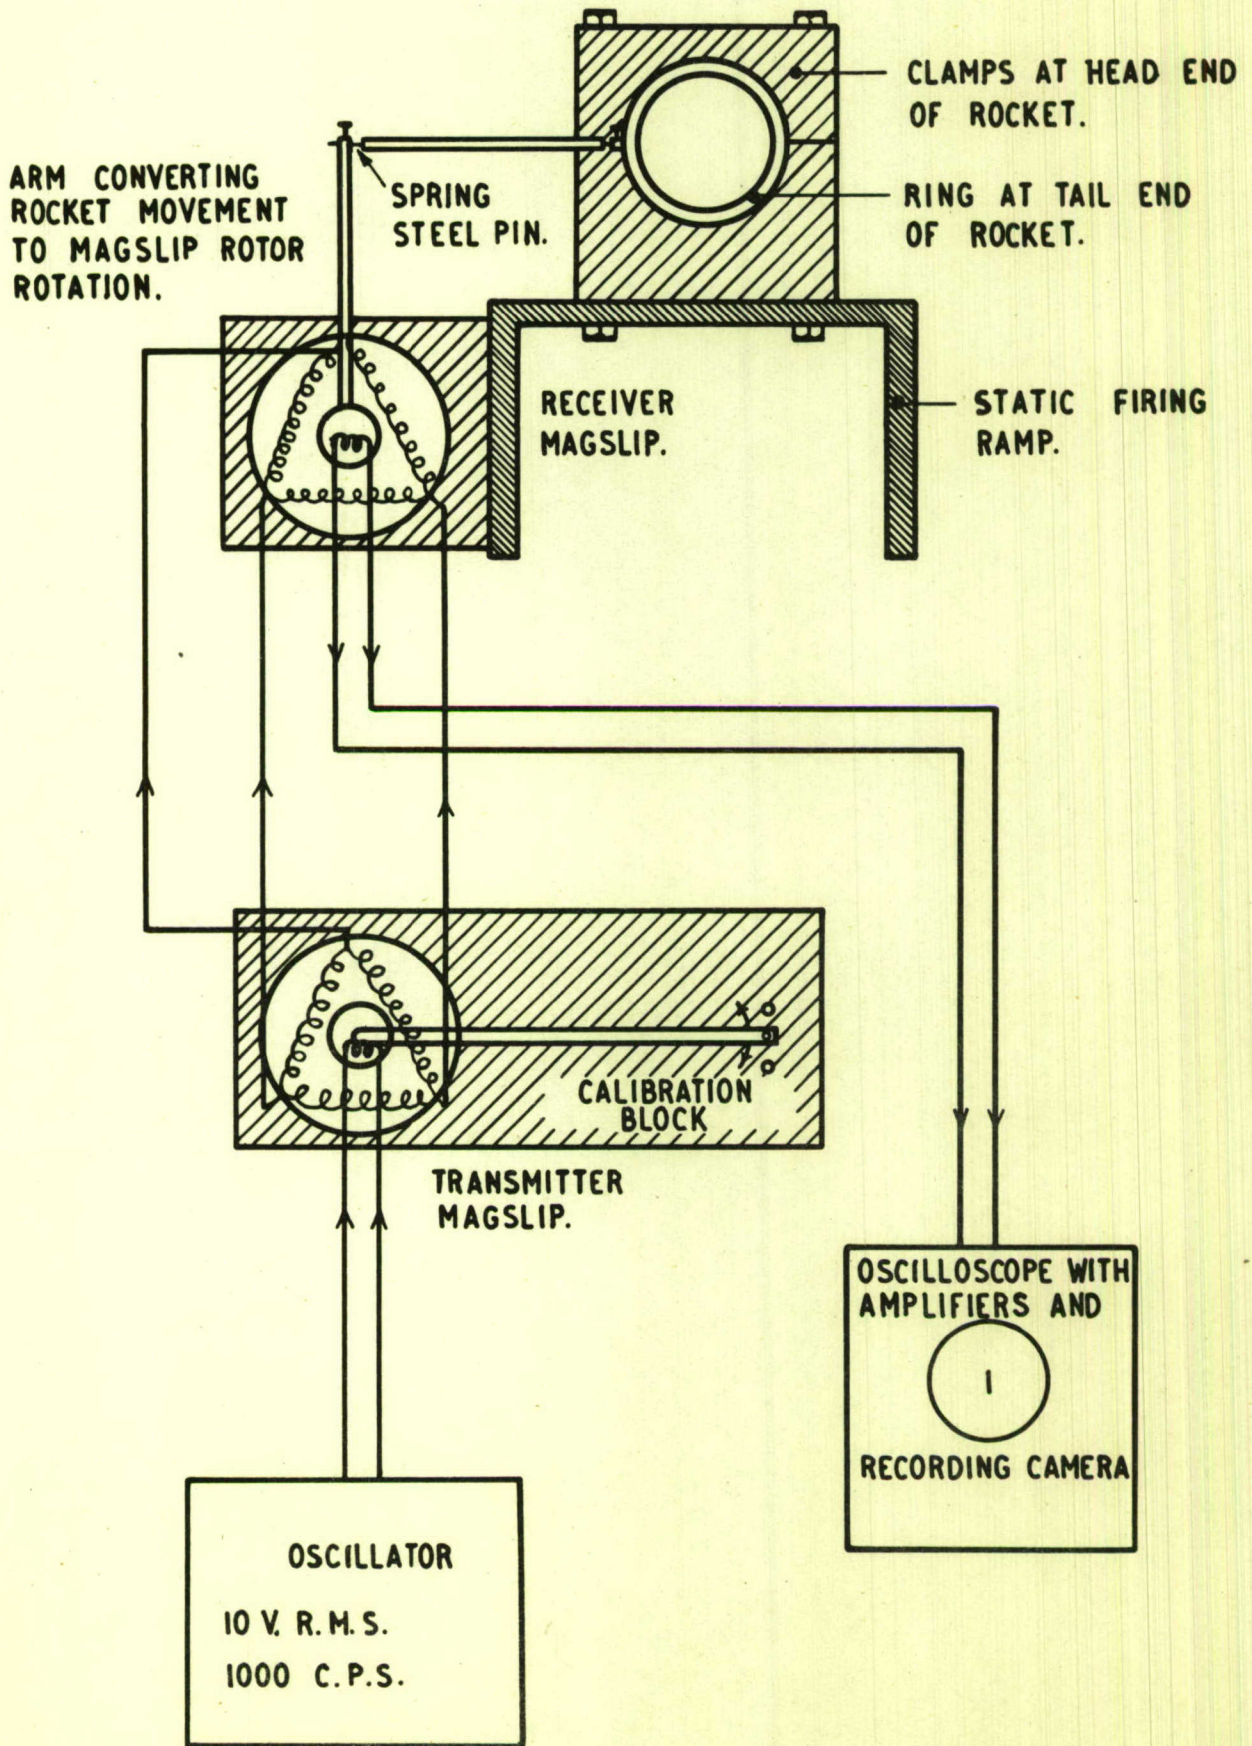 CLAMPS AT HEAD END
OF ROCKET.
ARM CONVERTING
ROCKET MOVEMENT
TO MAGSLIP ROTOR
ROTATION.
SPRING
STEEL PIN.
RING AT TAIL END
OF ROCKET.
RECEIVER
MAGSLIP.
STATIC FIRING
RAMP.
CALIBRATION
BLOCK
TRANSMITTER
MAGSLIP.
OSCILLOSCOPE WITH
AMPLIFIERS AND
RECORDING CAMERA
OSCILLATOR
10 V. R.M.S.
1000 C.P.S.